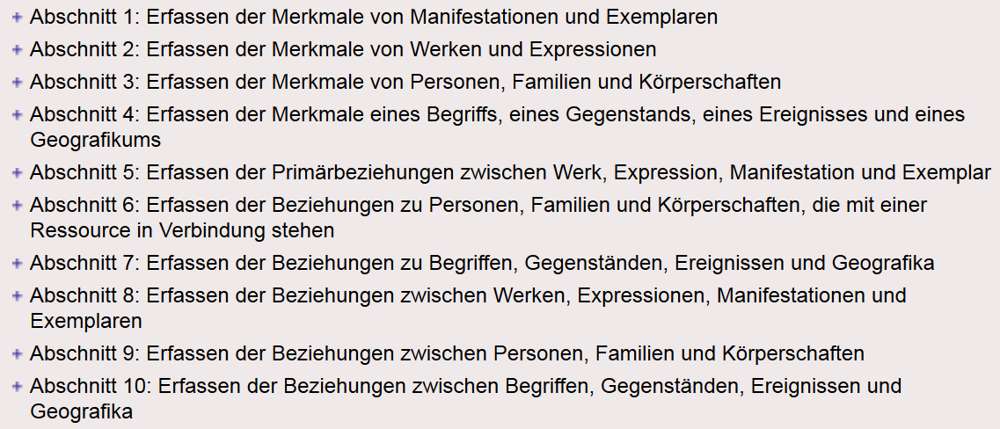 Abschnitt 1: Erfassen der Merkmale von Manifestationen und Exemplaren
Abschnitt 2: Erfassen der Merkmale von Werken und Expressionen
Abschnitt 3: Erfassen der Merkmale von Personen, Familien und Körperschaften
Abschnitt 4: Erfassen der Merkmale eines Begriffs, eines Gegenstands, eines Ereignisses und eines
Geografikums
Abschnitt 5: Erfassen der Primärbeziehungen zwischen Werk, Expression, Manifestation und Exemplar
Abschnitt 6: Erfassen der Beziehungen zu Personen, Familien und Körperschaften, die mit einer
Ressource in Verbindung stehen
Abschnitt 7: Erfassen der Beziehungen zu Begriffen, Gegenständen, Ereignissen und Geografika
Abschnitt 8: Erfassen der Beziehungen zwischen Werken, Expressionen, Manifestationen und
Exemplaren
Abschnitt 9: Erfassen der Beziehungen zwischen Personen, Familien und Körperschaften
Abschnitt 10: Erfassen der Beziehungen zwischen Begriffen, Gegenständen, Ereignissen und
Geografika